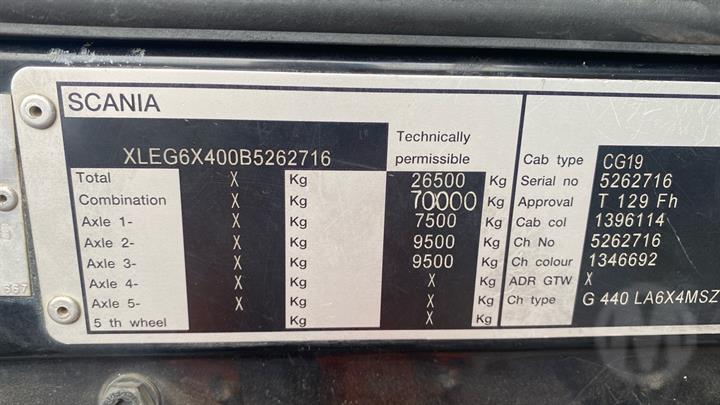 SCANIA
Technically
permissible
XLEG6X400B5262716
Total X Kg 26500 Kg
Combination X Kg 70000 Kg
Axle 1- X Kg 7500 Kg
Axle 2- X Kg 9500 Kg
Axle 3- X Kg 9500 Kg
Axle 4- X Kg X Kg
Axle 5- X Kg X Kg
5 th wheel X Kg X Kg
Cab type CG19
Serial no 5262716
Approval T 129 Fh
Cab col 1396114
Ch No 5262716
Ch colour 1346692
ADR GTW X
Ch type G 440 LA6X4MSZ
667